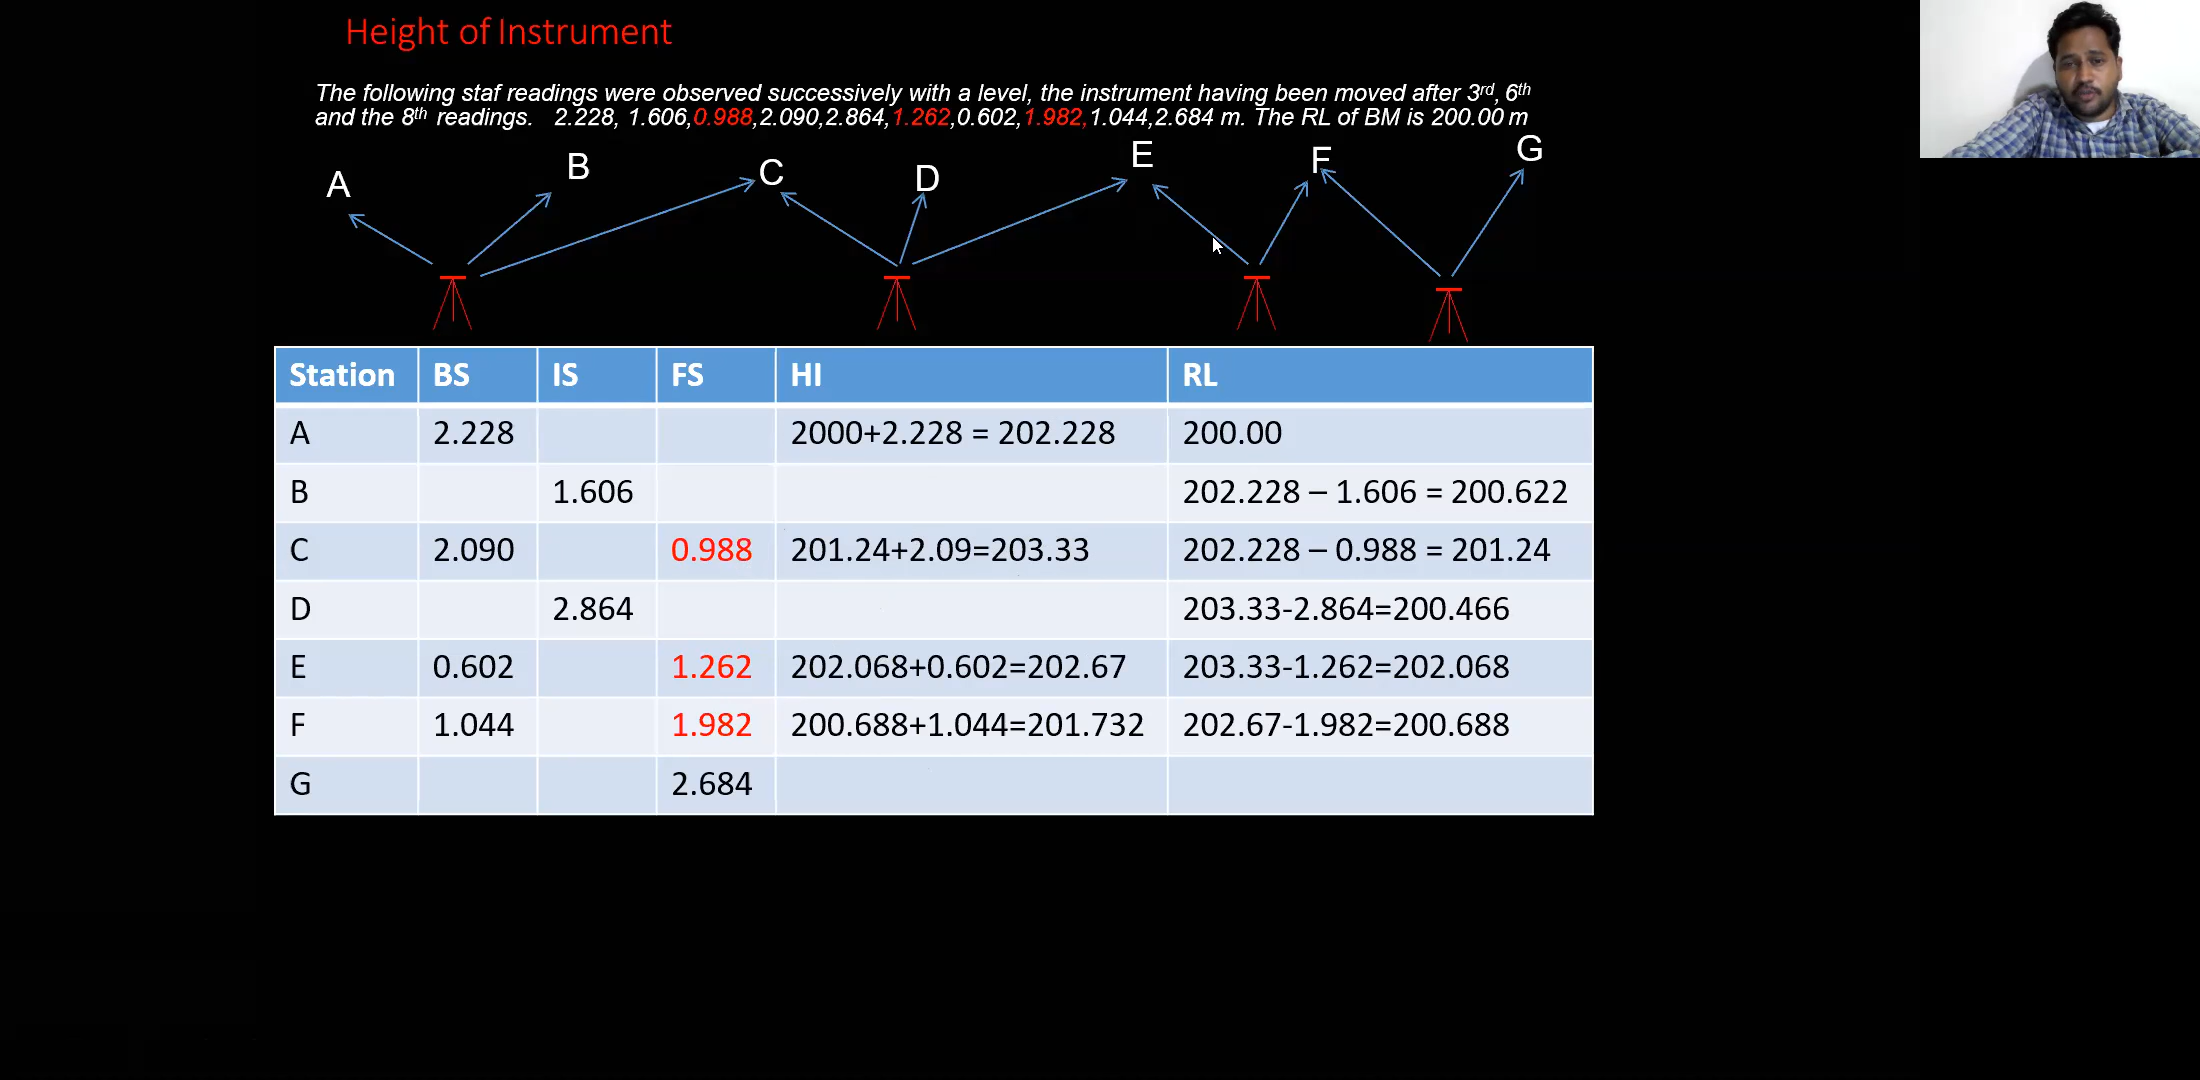 Height of Instrument
The following staf readings were observed successively with a level, the instrument having been moved after 3rd, 6th
and the 8th readings. 2.228, 1.606,0.988,2.090,2.864,1.262,0.602,1.982,1.044,2.684 m. The RL of BM is 200.00 m
A B C D E F G
Station BS IS FS HI RL
A 2.228 2000+2.228 = 202.228 200.00
B 1.606 202.228 – 1.606 = 200.622
C 2.090 0.988 201.24+2.09=203.33 202.228 – 0.988 = 201.24
D 2.864 203.33-2.864=200.466
E 0.602 1.262 202.068+0.602=202.67 203.33-1.262=202.068
F 1.044 1.982 200.688+1.044=201.732 202.67-1.982=200.688
G 2.684